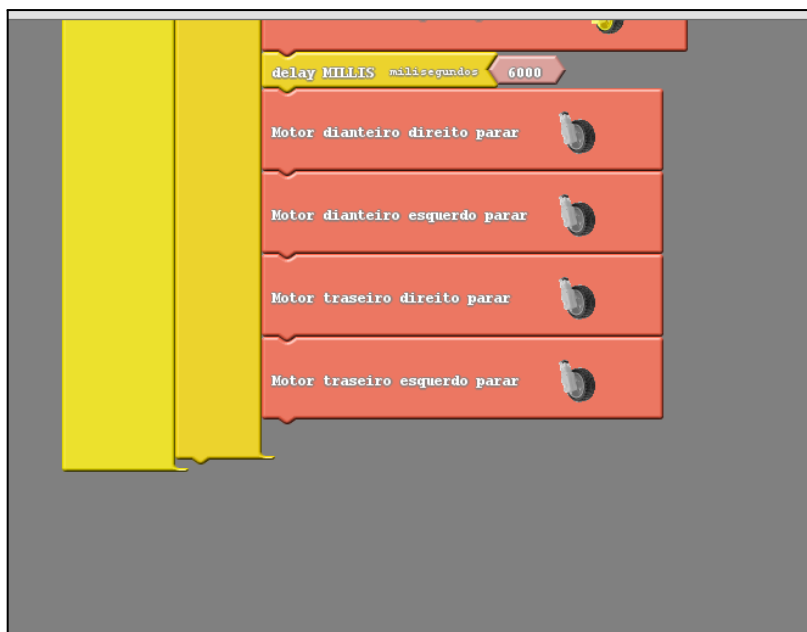 delay MILLIS milisegundos 6000
Motor dianteiro direito parar
Motor dianteiro esquerdo parar
Motor traseiro direito parar
Motor traseiro esquerdo parar